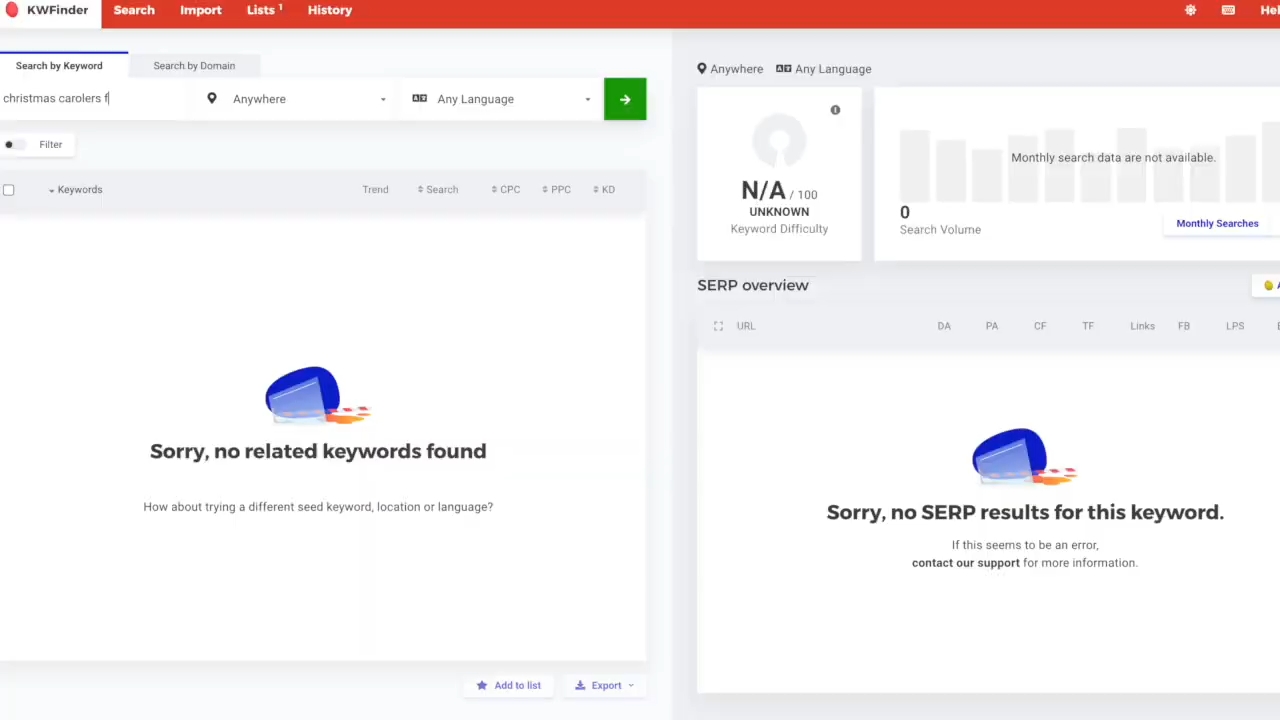 KWFinder Search Import Lists 1 History Hel
Search by Keyword Search by Domain
christmas carolers f Anywhere Any Language
Filter
Keywords Trend Search CPC PPC KD
Sorry, no related keywords found
How about trying a different seed keyword, location or language?
Add to list Export
Anywhere Any Language
N/A / 100
UNKNOWN
Keyword Difficulty
Monthly search data are not available.
0
Search Volume
Monthly Searches
SERP overview
URL DA PA CF TF Links FB LPS
Sorry, no SERP results for this keyword.
If this seems to be an error,
contact our support for more information.